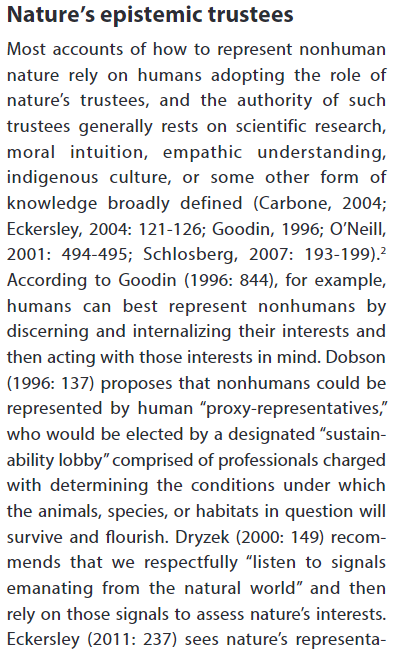 Nature’s epistemic trustees
Most accounts of how to represent nonhuman
nature rely on humans adopting the role of
nature’s trustees, and the authority of such
trustees generally rests on scientific research,
moral intuition, empathic understanding,
indigenous culture, or some other form of
knowledge broadly defined (Carbone, 2004;
Eckersley, 2004: 121-126; Goodin, 1996; O’Neill,
2001: 494-495; Schlosberg, 2007: 193-199).²
According to Goodin (1996: 844), for example,
humans can best represent nonhumans by
discerning and internalizing their interests and
then acting with those interests in mind. Dobson
(1996: 137) proposes that nonhumans could be
represented by human “proxy-representatives,”
who would be elected by a designated “sustain-
ability lobby” comprised of professionals charged
with determining the conditions under which
the animals, species, or habitats in question will
survive and flourish. Dryzek (2000: 149) recom-
mends that we respectfully “listen to signals
emanating from the natural world” and then
rely on those signals to assess nature’s interests.
Eckersley (2011: 237) sees nature’s representa-